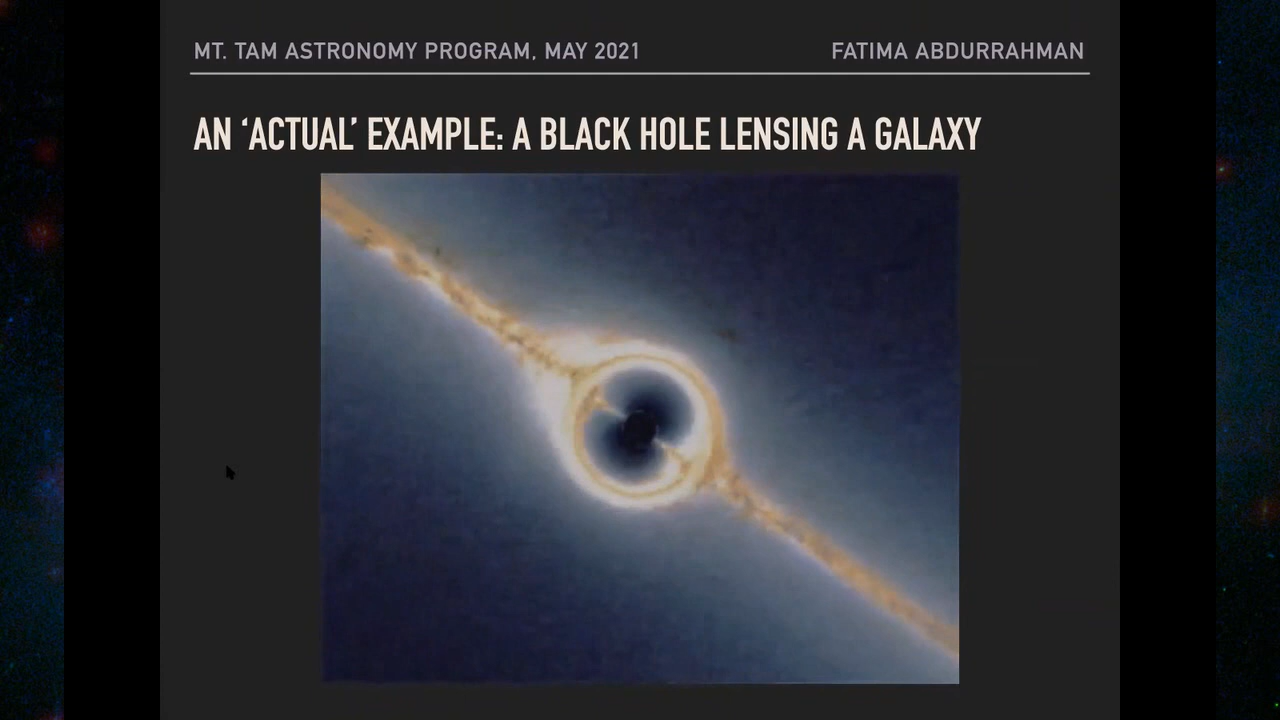 MT. TAM ASTRONOMY PROGRAM, MAY 2021
FATIMA ABDURRAHMAN
AN ‘ACTUAL’ EXAMPLE: A BLACK HOLE LENSING A GALAXY